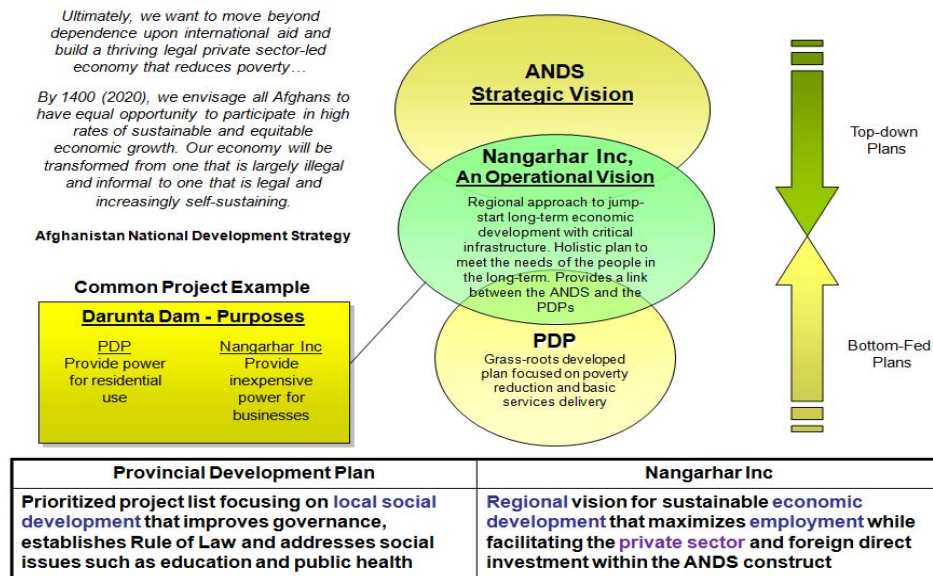 Ultimately, we want to move beyond
dependence upon international aid and
build a thriving legal private sector-led
economy that reduces poverty…
By 1400 (2020), we envisage all Afghans to
have equal opportunity to participate in high
rates of sustainable and equitable
economic growth. Our economy will be
transformed from one that is largely illegal
and informal to one that is legal and
increasingly self-sustaining.
Afghanistan National Development Strategy
Common Project Example
Darunta Dam - Purposes
PDP
Provide power
for residential
use
Nangarhar Inc
Provide
inexpensive
power for
businesses
ANDS
Strategic Vision
Nangarhar Inc,
An Operational Vision
Regional approach to jump-
start long-term economic
development with critical
infrastructure. Holistic plan to
meet the needs of the people in
the long-term. Provides a link
between the ANDS and the
PDPs
PDP
Grass-roots developed
plan focused on poverty
reduction and basic
services delivery
Top-down
Plans
Bottom-Fed
Plans
Provincial Development Plan
Prioritized project list focusing on local social
development that improves governance,
establishes Rule of Law and addresses social
issues such as education and public health
Nangarhar Inc
Regional vision for sustainable economic
development that maximizes employment while
facilitating the private sector and foreign direct
investment within the ANDS construct